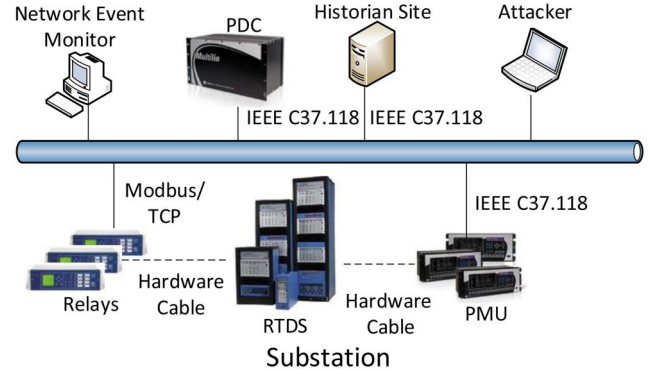 Network Event
Monitor
PDC
Historian Site
Attacker
Multilin
IEEE C37.118
IEEE C37.118
Modbus/
TCP
IEEE C37.118
Relays
Hardware
Cable
RTDS
Hardware
Cable
PMU
Substation